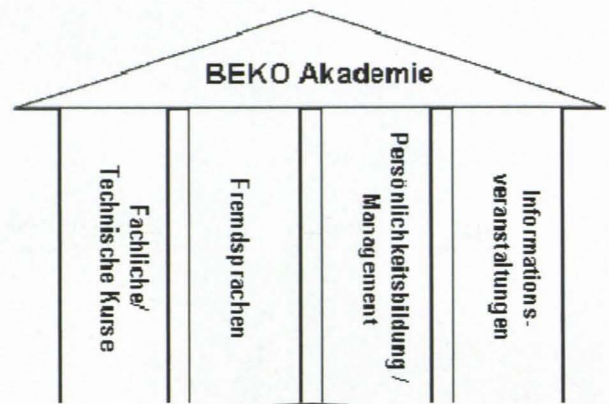 BEKO Akademie
Fachliche/
Technische Kurse
Fremdsprachen
Persönlichkeitsbildung /
Management
Informations-
veranstaltungen